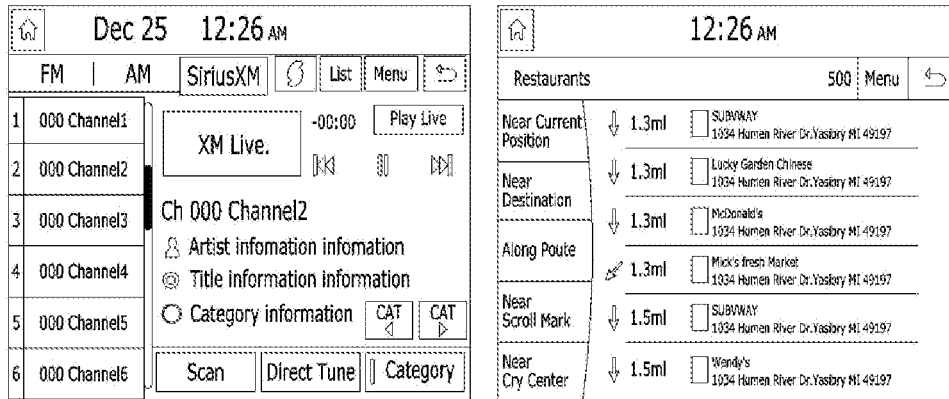 Dec 25 12:26 AM
FM | AM SiriusXM List Menu
1 000 Channel1
2 000 Channel2
3 000 Channel3
4 000 Channel4
5 000 Channel5
6 000 Channel6
XM Live.
-00:00 Play Live
Ch 000 Channel2
Artist infomation infomation
Title information information
Category information CAT CAT
Scan Direct Tune Category
12:26 AM
Restaurants 500 Menu
Near Current
Position
Near
Destination
Along Poute
Near
Scroll Mark
Near
Cry Center
1.3ml SUBWAY
1034 Humen River Dr.Yasibry MI 49197
1.3ml Lucky Garden Chinese
1034 Humen River Dr.Yasibry MI 49197
1.3ml McDonald's
1034 Humen River Dr.Yasibry MI 49197
1.3ml Mick's fresh Market
1034 Humen River Dr.Yasibry MI 49197
1.5ml SUBWAY
1034 Humen River Dr.Yasibry MI 49197
1.5ml Wendy's
1034 Humen River Dr.Yasibry MI 49197